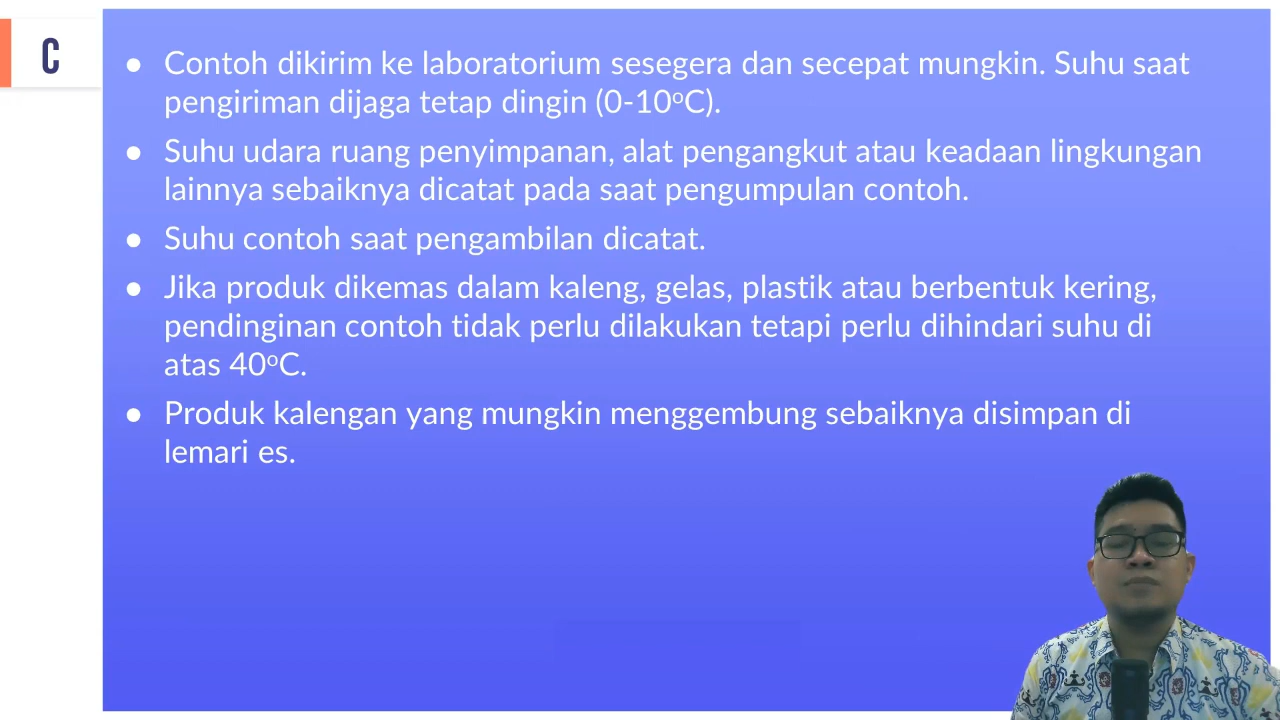 C
● Contoh dikirim ke laboratorium sesegera dan secepat mungkin. Suhu saat
pengiriman dijaga tetap dingin (0-10ºC).
● Suhu udara ruang penyimpanan, alat pengangkut atau keadaan lingkungan
lainnya sebaiknya dicatat pada saat pengumpulan contoh.
● Suhu contoh saat pengambilan dicatat.
● Jika produk dikemas dalam kaleng, gelas, plastik atau berbentuk kering,
pendinginan contoh tidak perlu dilakukan tetapi perlu dihindari suhu di
atas 40ºC.
● Produk kalengan yang mungkin menggembung sebaiknya disimpan di
lemari es.